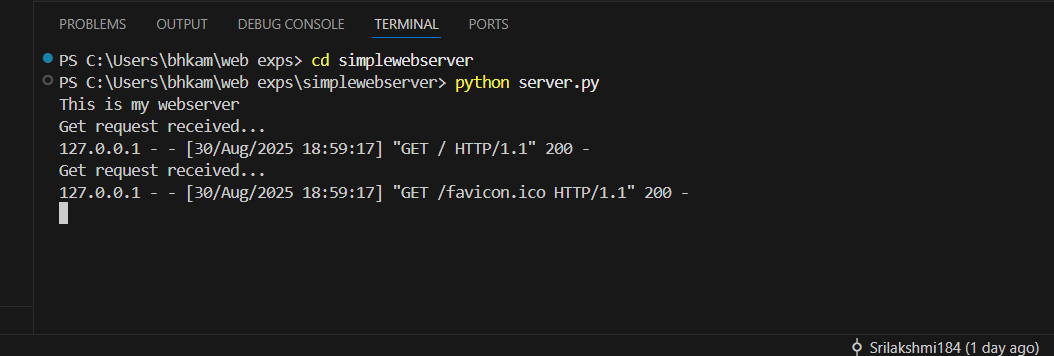 PROBLEMS OUTPUT DEBUG CONSOLE TERMINAL PORTS
PS C:\Users\bhkam\web exps> cd simplewebserver
PS C:\Users\bhkam\web exps\simplewebserver> python server.py
This is my webserver
Get request received...
127.0.0.1 - - [30/Aug/2025 18:59:17] "GET / HTTP/1.1" 200 -
Get request received...
127.0.0.1 - - [30/Aug/2025 18:59:17] "GET /favicon.ico HTTP/1.1" 200 -
Srilakshmi184 (1 day ago)